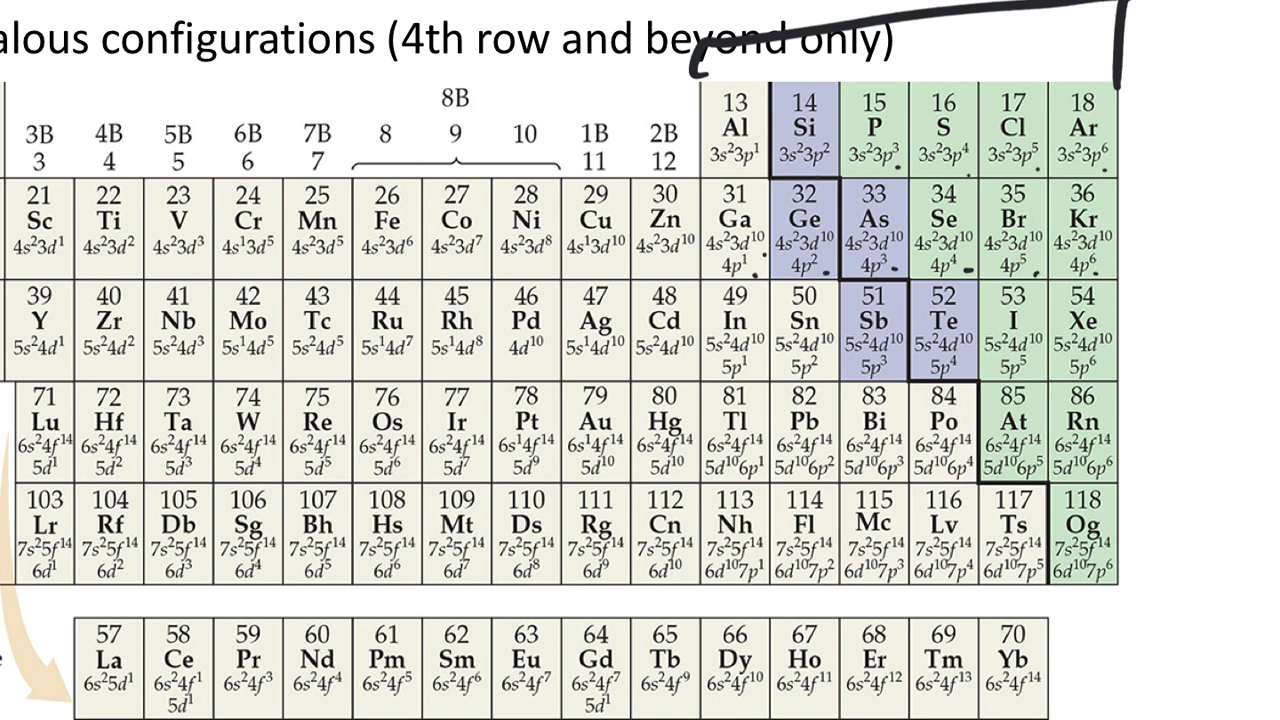 alous configurations (4th row and beyond only)
8B
3B 4B 5B 6B 7B 8 9 10 1B 2B
3 4 5 6 7 11 12
13 14 15 16 17 18
Al Si P S Cl Ar
3s²3p¹ 3s²3p² 3s²3p³ 3s²3p⁴ 3s²3p⁵ 3s²3p⁶
21 22 23 24 25 26 27 28 29 30 31 32 33 34 35 36
Sc Ti V Cr Mn Fe Co Ni Cu Zn Ga Ge As Se Br Kr
4s²3d¹ 4s²3d² 4s²3d³ 4s¹3d⁵ 4s²3d⁵ 4s²3d⁶ 4s²3d⁷ 4s²3d⁸ 4s¹3d¹⁰ 4s²3d¹⁰ 4s²3d¹⁰ 4s²3d¹⁰ 4s²3d¹⁰ 4s²3d¹⁰ 4s²3d¹⁰ 4s²3d¹⁰
4p¹ 4p² 4p³ 4p⁴ 4p⁵ 4p⁶
39 40 41 42 43 44 45 46 47 48 49 50 51 52 53 54
Y Zr Nb Mo Tc Ru Rh Pd Ag Cd In Sn Sb Te I Xe
5s²4d¹ 5s²4d² 5s²4d³ 5s¹4d⁵ 5s²4d⁵ 5s¹4d⁷ 5s¹4d⁸ 4d¹⁰ 5s¹4d¹⁰ 5s²4d¹⁰ 5s²4d¹⁰ 5s²4d¹⁰ 5s²4d¹⁰ 5s²4d¹⁰ 5s²4d¹⁰ 5s²4d¹⁰
5p¹ 5p² 5p³ 5p⁴ 5p⁵ 5p⁶
71 72 73 74 75 76 77 78 79 80 81 82 83 84 85 86
Lu Hf Ta W Re Os Ir Pt Au Hg Tl Pb Bi Po At Rn
6s²4f¹⁴ 6s²4f¹⁴ 6s²4f¹⁴ 6s²4f¹⁴ 6s²4f¹⁴ 6s²4f¹⁴ 6s²4f¹⁴ 6s¹4f¹⁴ 6s¹4f¹⁴ 6s²4f¹⁴ 6s²4f¹⁴ 6s²4f¹⁴ 6s²4f¹⁴ 6s²4f¹⁴ 6s²4f¹⁴ 6s²4f¹⁴
5d¹ 5d² 5d³ 5d⁴ 5d⁵ 5d⁶ 5d⁷ 5d⁹ 5d¹⁰ 5d¹⁰ 5d¹⁰6p¹ 5d¹⁰6p² 5d¹⁰6p³ 5d¹⁰6p⁴ 5d¹⁰6p⁵ 5d¹⁰6p⁶
103 104 105 106 107 108 109 110 111 112 113 114 115 116 117 118
Lr Rf Db Sg Bh Hs Mt Ds Rg Cn Nh Fl Mc Lv Ts Og
7s²5f¹⁴ 7s²5f¹⁴ 7s²5f¹⁴ 7s²5f¹⁴ 7s²5f¹⁴ 7s²5f¹⁴ 7s²5f¹⁴ 7s²5f¹⁴ 7s²5f¹⁴ 7s²5f¹⁴ 7s²5f¹⁴ 7s²5f¹⁴ 7s²5f¹⁴ 7s²5f¹⁴ 7s²5f¹⁴ 7s²5f¹⁴
6d¹ 6d² 6d³ 6d⁴ 6d⁵ 6d⁶ 6d⁷ 6d⁸ 6d⁹ 6d¹⁰ 6d¹⁰7p¹ 6d¹⁰7p² 6d¹⁰7p³ 6d¹⁰7p⁴ 6d¹⁰7p⁵ 6d¹⁰7p⁶
57 58 59 60 61 62 63 64 65 66 67 68 69 70
La Ce Pr Nd Pm Sm Eu Gd Tb Dy Ho Er Tm Yb
6s²5d¹ 6s²4f¹ 6s²4f³ 6s²4f⁴ 6s²4f⁵ 6s²4f⁶ 6s²4f⁷ 6s²4f⁷ 6s²4f⁹ 6s²4f¹⁰ 6s²4f¹¹ 6s²4f¹² 6s²4f¹³ 6s²4f¹⁴
5d¹ 5d¹